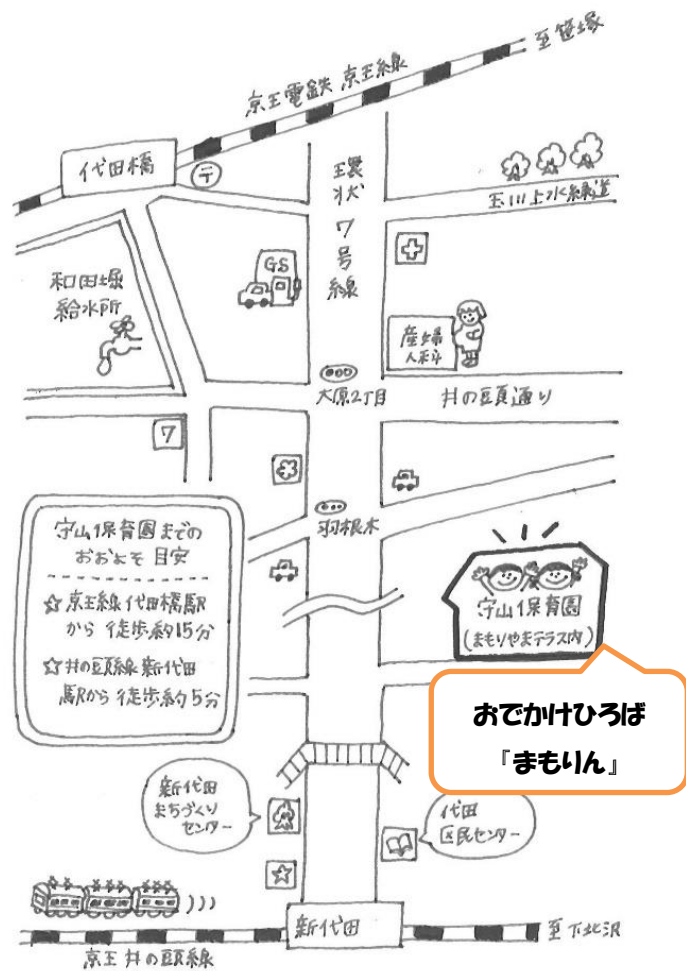 至笹塚
京王電鉄 京王線
代田橋
〒
環状7号線
玉川上水緑道
GS
和田堀
給水所
産婦
人科
大原2丁目
井の頭通り
7
羽根木
守山保育園までの
おおよそ 目安
☆京王線代田橋駅
から 徒歩約15分
☆井の頭線新代田
駅から 徒歩約5分
守山保育園
(まもりやまテラス内)
おでかけひろば
『まもりん』
新代田
まちづくり
センター
代田
区民センター
新代田
至下北沢
京王 井の頭線